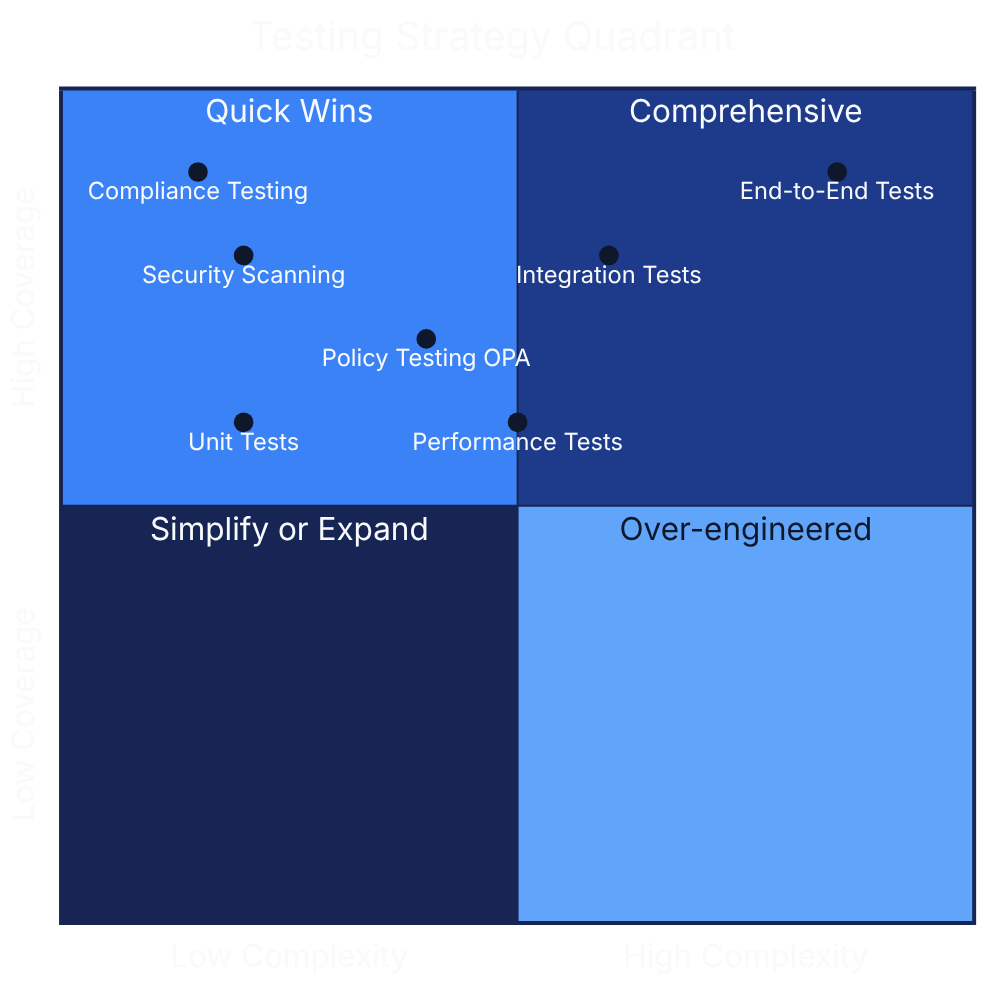 Testing Strategy Quadrant
Quick Wins
Comprehensive
Compliance Testing
End-to-End Tests
Security Scanning
Integration Tests
Policy Testing OPA
Unit Tests
Performance Tests
Simplify or Expand
Over-engineered
High Coverage
Low Coverage
Low Complexity
High Complexity